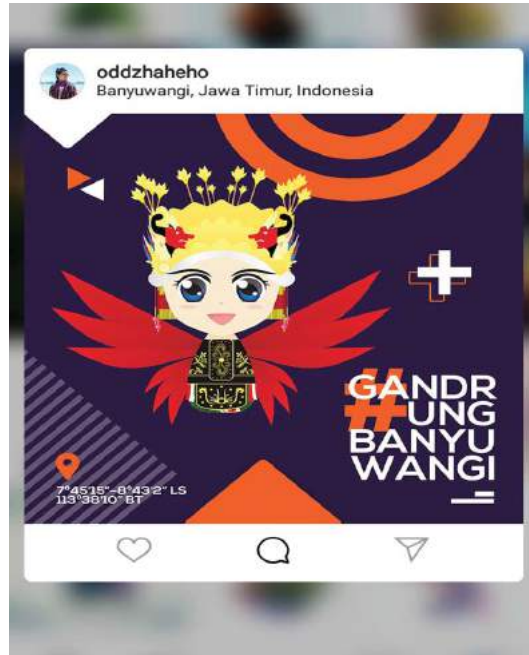 oddzhaheho
Banyuwangi, Jawa Timur, Indonesia
#GANDR
UNG
BANYU
WANGI
7°45'15"-8°43'2" LS
113°38'10" BT